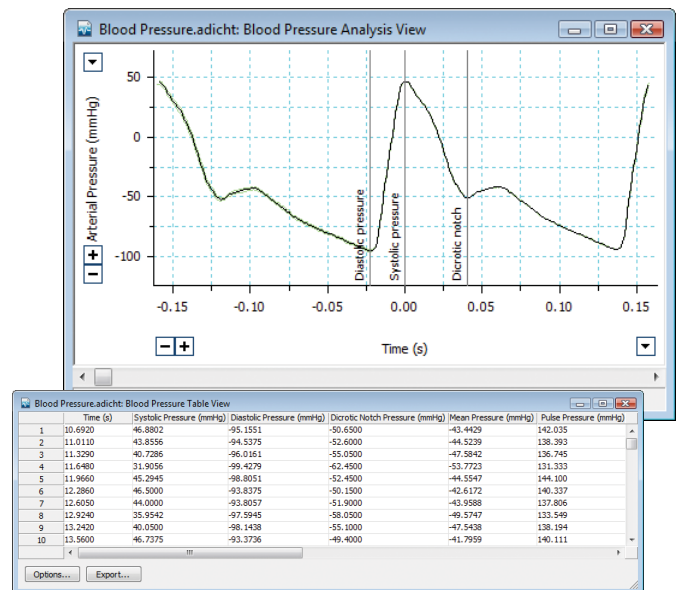 Blood Pressure.adicht: Blood Pressure Analysis View
50
0
-50
-100
Arterial Pressure (mmHg)
Diastolic pressure
Systolic pressure
Dicrotic notch
-0.15 -0.10 -0.05 0.00 0.05 0.10 0.15
Time (s)
Blood Pressure.adicht: Blood Pressure Table View
Time (s) Systolic Pressure (mmHg) Diastolic Pressure (mmHg) Dicrotic Notch Pressure (mmHg) Mean Pressure (mmHg) Pulse Pressure (mmHg)
1 10.6920 46.8802 -95.1551 -50.6500 -43.4429 142.035
2 11.0110 43.8556 -94.5375 -52.6000 -44.5239 138.393
3 11.3290 40.7286 -96.0161 -55.0500 -47.5842 136.745
4 11.6480 31.9056 -99.4279 -62.4500 -53.7723 131.333
5 11.9660 45.2945 -98.8051 -52.4500 -44.5547 144.100
6 12.2860 46.5000 -93.8375 -50.1500 -42.6172 140.337
7 12.6050 44.0000 -93.8057 -51.9000 -43.9588 137.806
8 12.9240 35.9542 -97.5945 -58.0500 -49.5747 133.549
9 13.2420 40.0500 -98.1438 -55.1000 -47.5438 138.194
10 13.5600 46.7375 -93.3736 -49.4000 -41.7959 140.111
Options... Export...